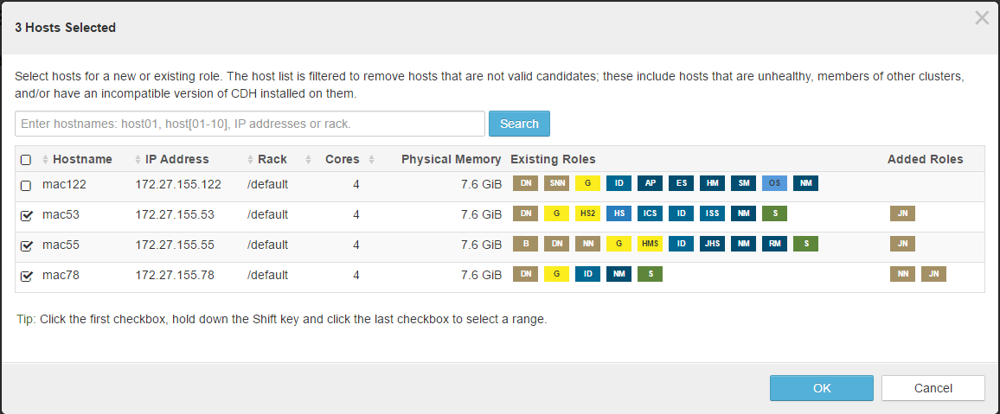 3 Hosts Selected
Select hosts for a new or existing role. The host list is filtered to remove hosts that are not valid candidates; these include hosts that are unhealthy, members of other clusters,
and/or have an incompatible version of CDH installed on them.
Enter hostnames: host01, host[01-10], IP addresses or rack. Search
Hostname IP Address Rack Cores Physical Memory Existing Roles Added Roles
mac122 172.27.155.122 /default 4 7.6 GiB DN SNN G ID AP ES HM SM OS NM
mac53 172.27.155.53 /default 4 7.6 GiB DN G HS2 HS ICS ID ISS NM S JN
mac55 172.27.155.55 /default 4 7.6 GiB B DN NN G HMS ID JHS NM RM S JN
mac78 172.27.155.78 /default 4 7.6 GiB DN G ID NM S NN JN
Tip: Click the first checkbox, hold down the Shift key and click the last checkbox to select a range.
OK Cancel